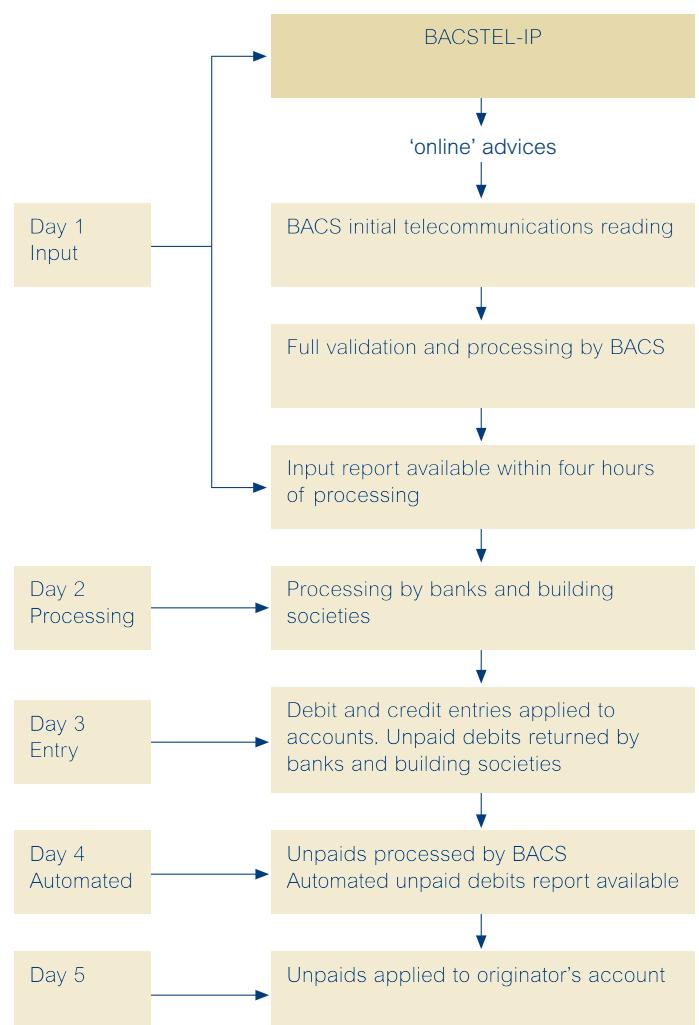 BACSTEL-IP
‘online’ advices
Day 1
Input
BACS initial telecommunications reading
Full validation and processing by BACS
Input report available within four hours
of processing
Day 2
Processing
Processing by banks and building
societies
Day 3
Entry
Debit and credit entries applied to
accounts. Unpaid debits returned by
banks and building societies
Day 4
Automated
Unpaids processed by BACS
Automated unpaid debits report available
Day 5
Unpaids applied to originator’s account